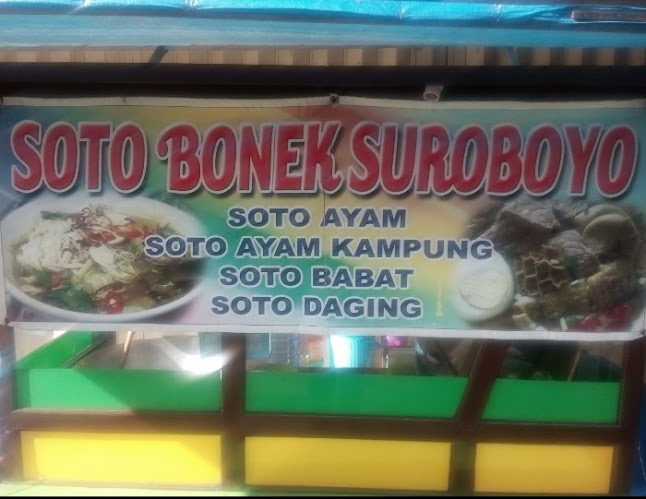 SOTO BONEK SUROBOYO
SOTO AYAM
SOTO AYAM KAMPUNG
SOTO BABAT
SOTO DAGING